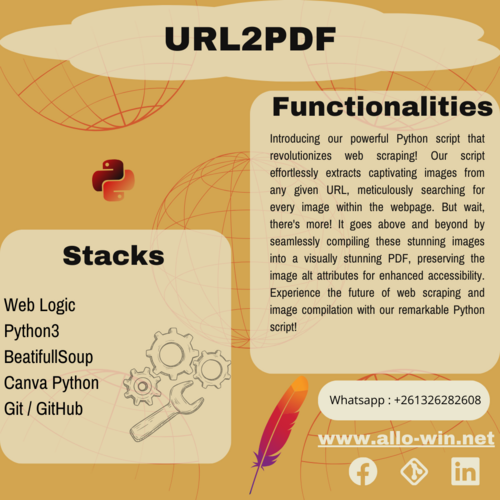 URL2PDF
Functionalities
Introducing our powerful Python script that
revolutionizes web scraping! Our script
effortlessly extracts captivating images from
any given URL, meticulously searching for
every image within the webpage. But wait,
there's more! It goes above and beyond by
seamlessly compiling these stunning images
into a visually stunning PDF, preserving the
image alt attributes for enhanced accessibility.
Experience the future of web scraping and
image compilation with our remarkable Python
script!
Stacks
Web Logic
Python3
BeatifullSoup
Canva Python
Git / GitHub
Whatsapp : +261326282608
www.allo-win.net